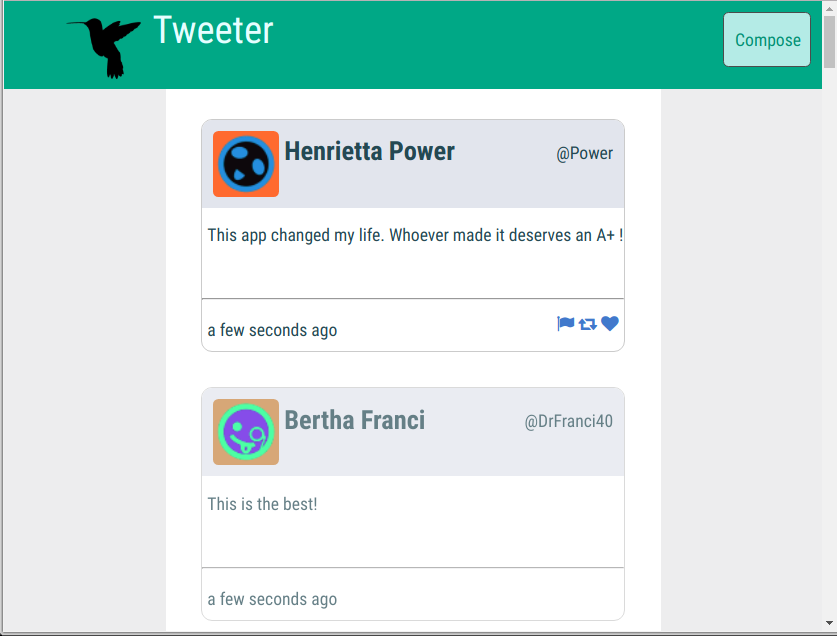 Tweeter
Compose
Henrietta Power
@Power
This app changed my life. Whoever made it deserves an A+ !
a few seconds ago
Bertha Franci
@DrFranci40
This is the best!
a few seconds ago